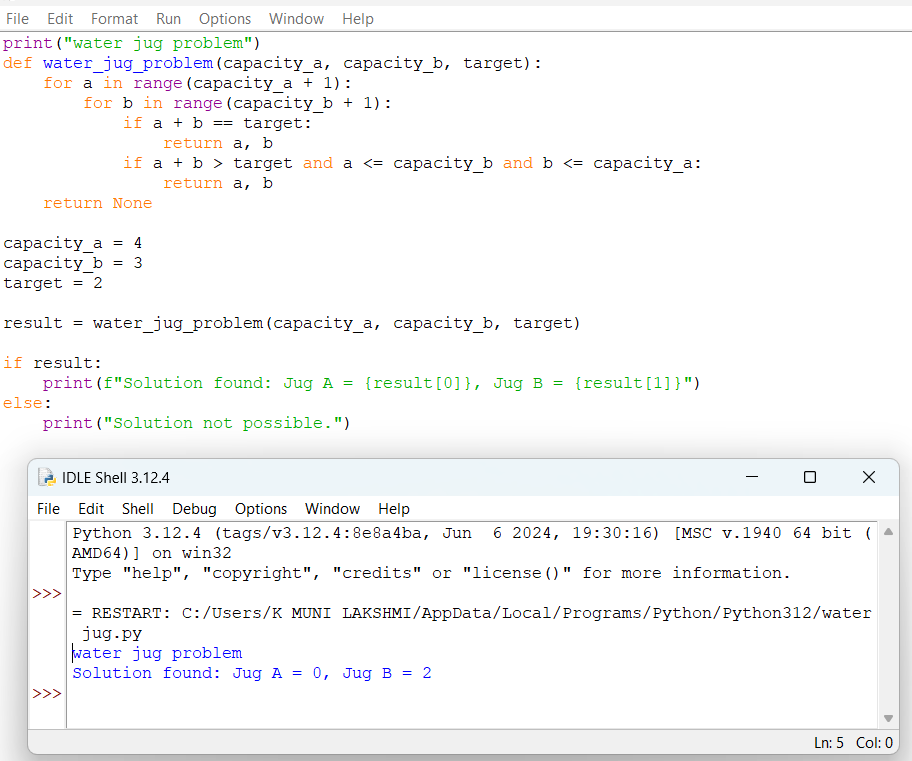 File Edit Format Run Options Window Help
print("water jug problem")
def water_jug_problem(capacity_a, capacity_b, target):
    for a in range(capacity_a + 1):
        for b in range(capacity_b + 1):
            if a + b == target:
                return a, b
            if a + b > target and a <= capacity_b and b <= capacity_a:
                return a, b
    return None
capacity_a = 4
capacity_b = 3
target = 2
result = water_jug_problem(capacity_a, capacity_b, target)
if result:
    print(f"Solution found: Jug A = {result[0]}, Jug B = {result[1]}")
else:
    print("Solution not possible.")
IDLE Shell 3.12.4
File Edit Shell Debug Options Window Help
Python 3.12.4 (tags/v3.12.4:8e8a4ba, Jun  6 2024, 19:30:16) [MSC v.1940 64 bit (
AMD64)] on win32
Type "help", "copyright", "credits" or "license()" for more information.
>>>
= RESTART: C:/Users/K MUNI LAKSHMI/AppData/Local/Programs/Python/Python312/water
 jug.py
water jug problem
Solution found: Jug A = 0, Jug B = 2
>>>
Ln: 5 Col: 0